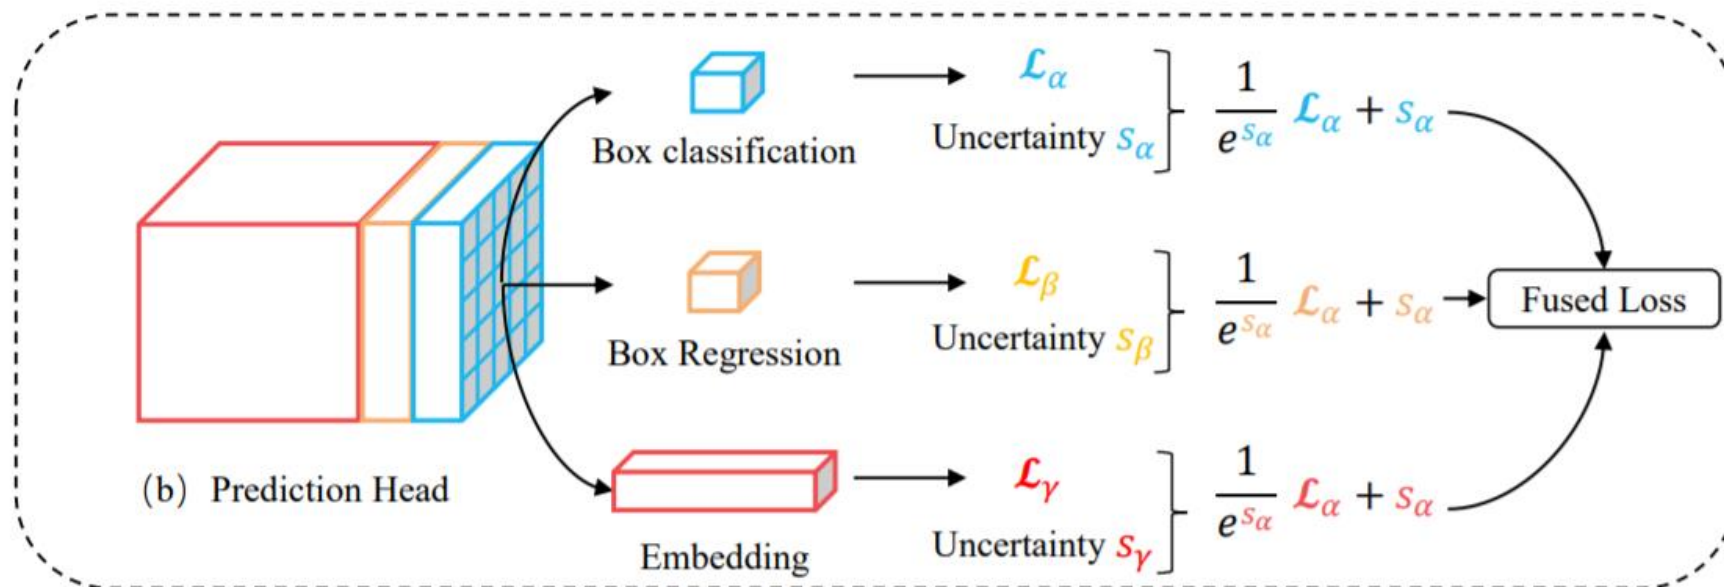 ℒα
Box classification
Uncertainty sα
1/e^sα ℒα + sα
ℒβ
Box Regression
Uncertainty sβ
1/e^sα ℒα + sα
Fused Loss
(b) Prediction Head
ℒγ
Embedding
Uncertainty sγ
1/e^sα ℒα + sα